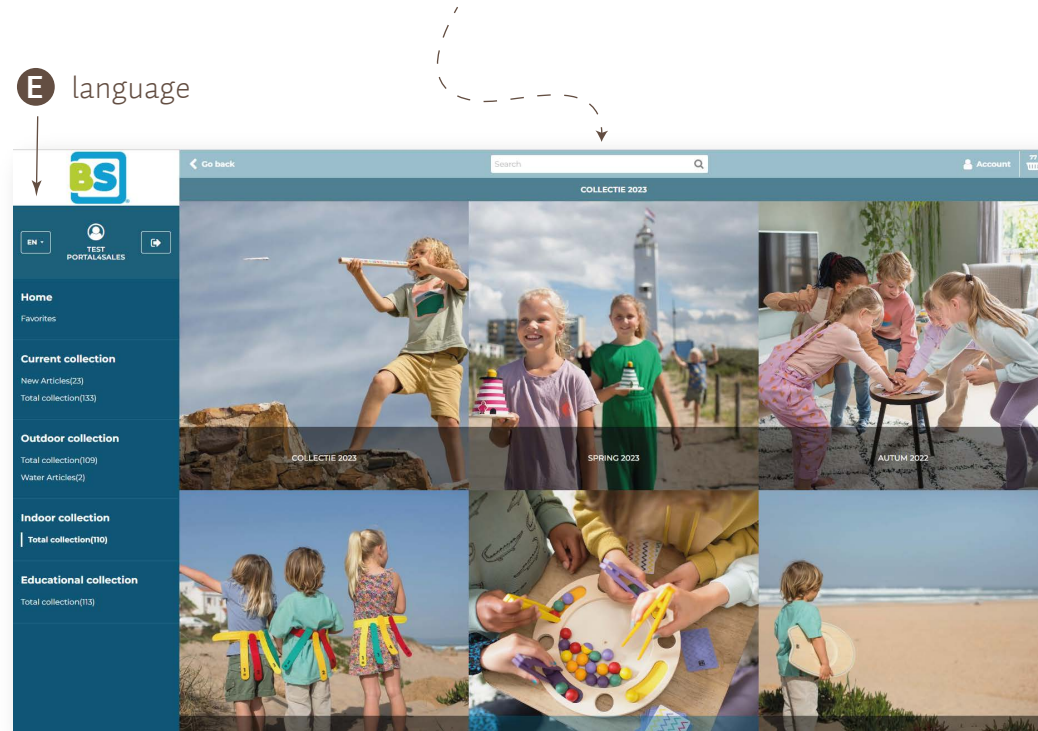 E language
BS
Go back
Search
Account
77
COLLECTIE 2023
EN
TEST
PORTAL4SALES
Home
Favorites
Current collection
New Articles(23)
Total collection(133)
Outdoor collection
Total collection(109)
Water Articles(2)
Indoor collection
Total collection(110)
Educational collection
Total collection(113)
COLLECTIE 2023
SPRING 2023
AUTUM 2022